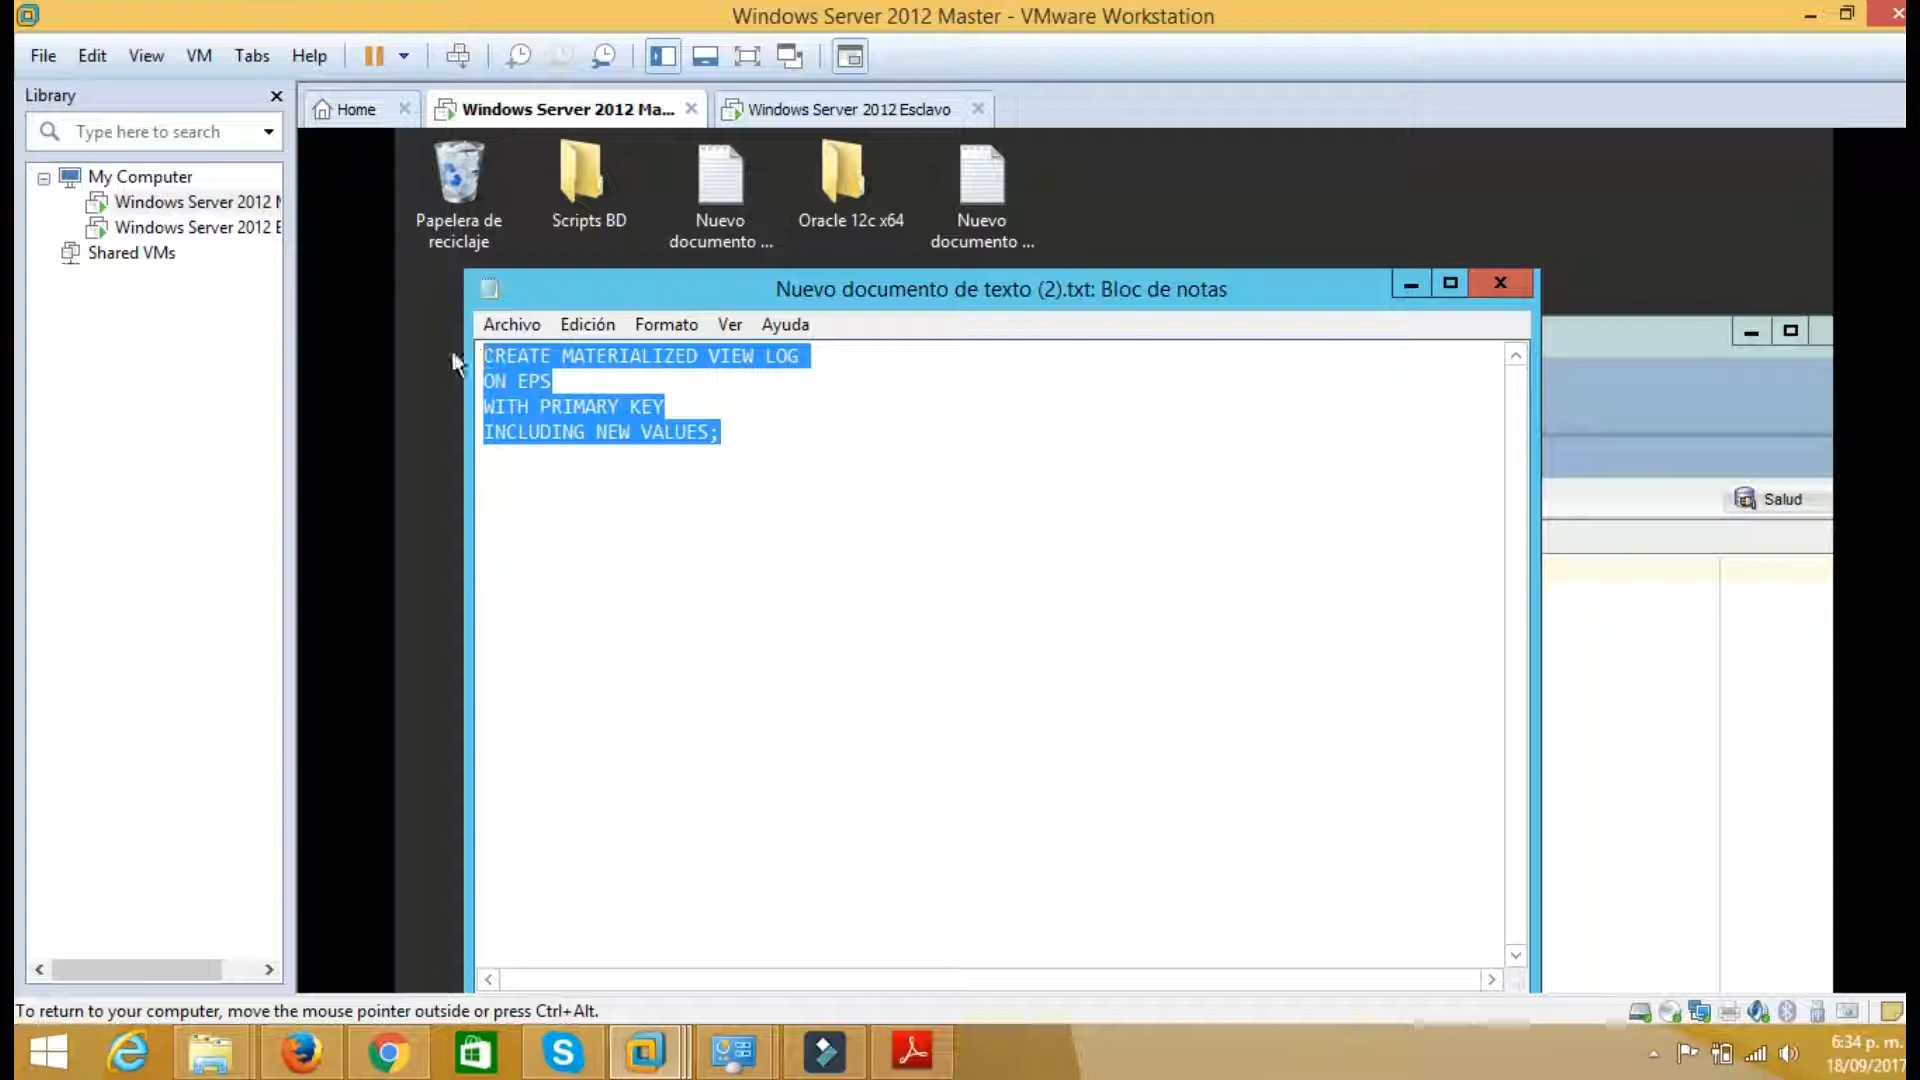 Windows Server 2012 Master - VMware Workstation
File Edit View VM Tabs Help
Library
Type here to search
My Computer
Windows Server 2012 M
Windows Server 2012 E
Shared VMs
Home
Windows Server 2012 Ma...
Windows Server 2012 Esclavo
Papelera de
reciclaje
Scripts BD
Nuevo
documento ...
Oracle 12c x64
Nuevo
documento ...
Nuevo documento de texto (2).txt: Bloc de notas
Archivo Edición Formato Ver Ayuda
CREATE MATERIALIZED VIEW LOG
ON EPS
WITH PRIMARY KEY
INCLUDING NEW VALUES;
Salud
To return to your computer, move the mouse pointer outside or press Ctrl+Alt.
6:34 p. m.
18/09/2017